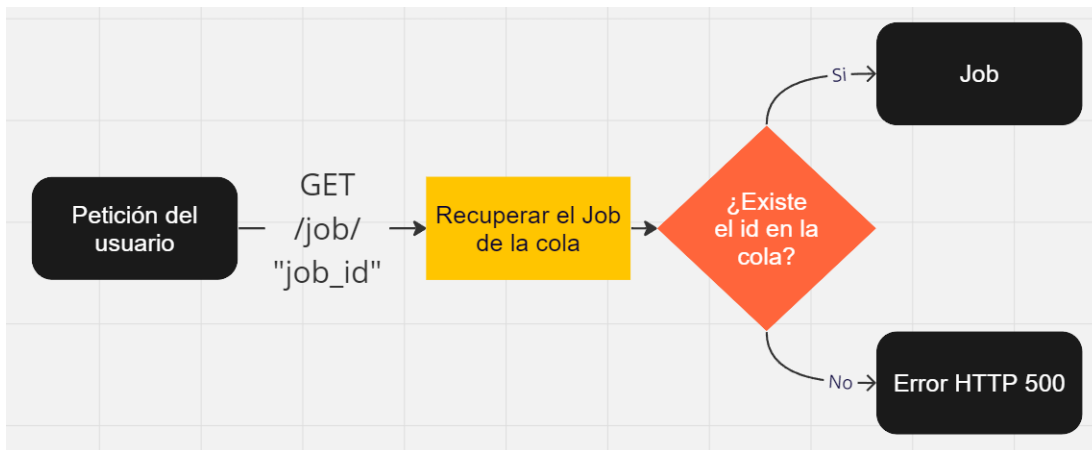 Petición del
usuario
GET
/job/
"job_id"
Recuperar el Job
de la cola
¿Existe
el id en la
cola?
Si
Job
No
Error HTTP 500